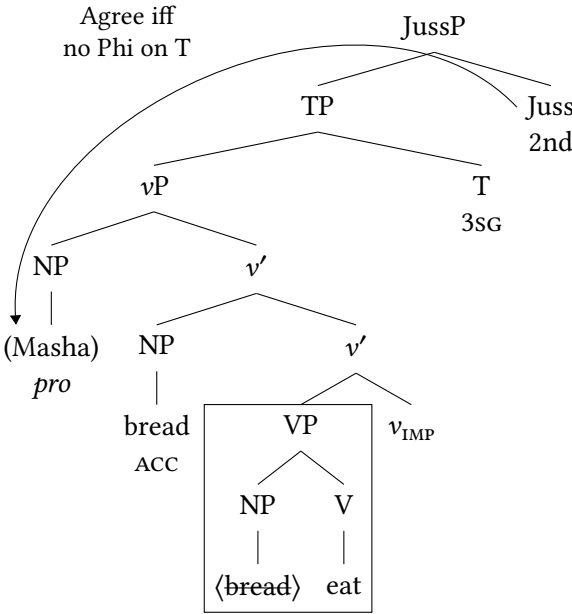 Agree iff
no Phi on T
JussP
TP
Juss
2nd
vP
T
3SG
NP
v′
(Masha)
pro
NP
v′
bread
ACC
VP
vIMP
NP
V
⟨bread⟩
eat